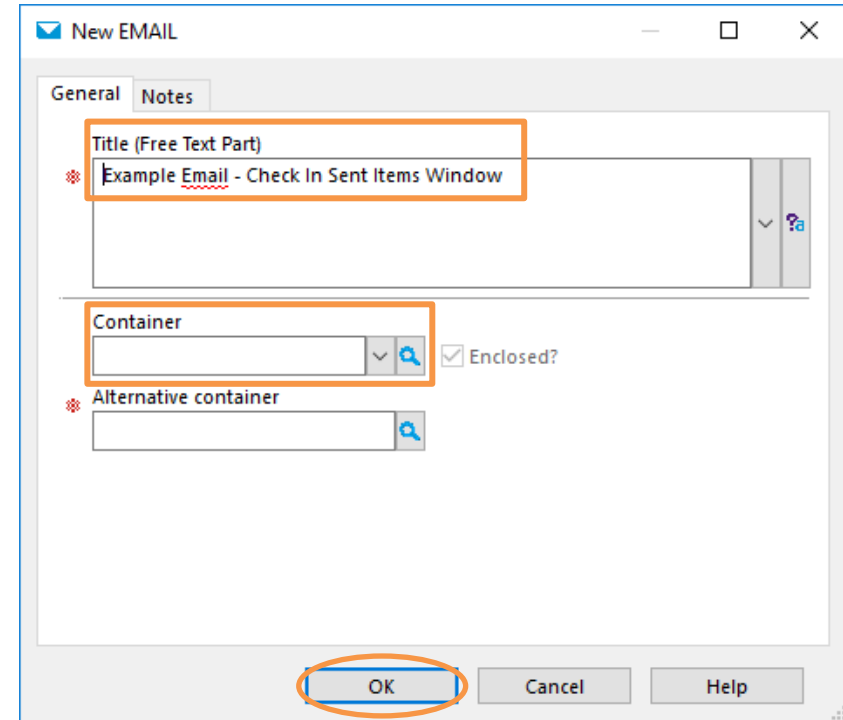 New EMAIL
General Notes
Title (Free Text Part)
Example Email - Check In Sent Items Window
?a
Container
Enclosed?
Alternative container
OK Cancel Help